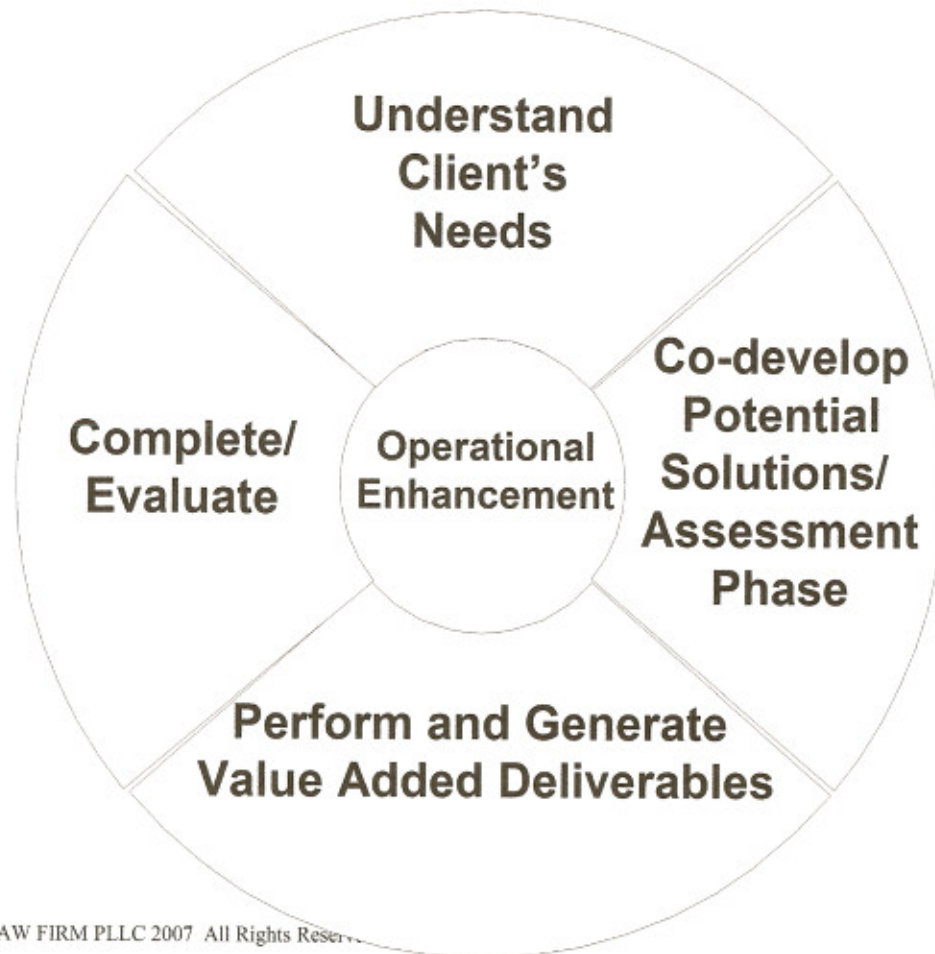 Understand
Client's
Needs
Co-develop
Potential
Solutions/
Assessment
Phase
Operational
Enhancement
Complete/
Evaluate
Perform and Generate
Value Added Deliverables
FIRM PLLC 2007 All Rights